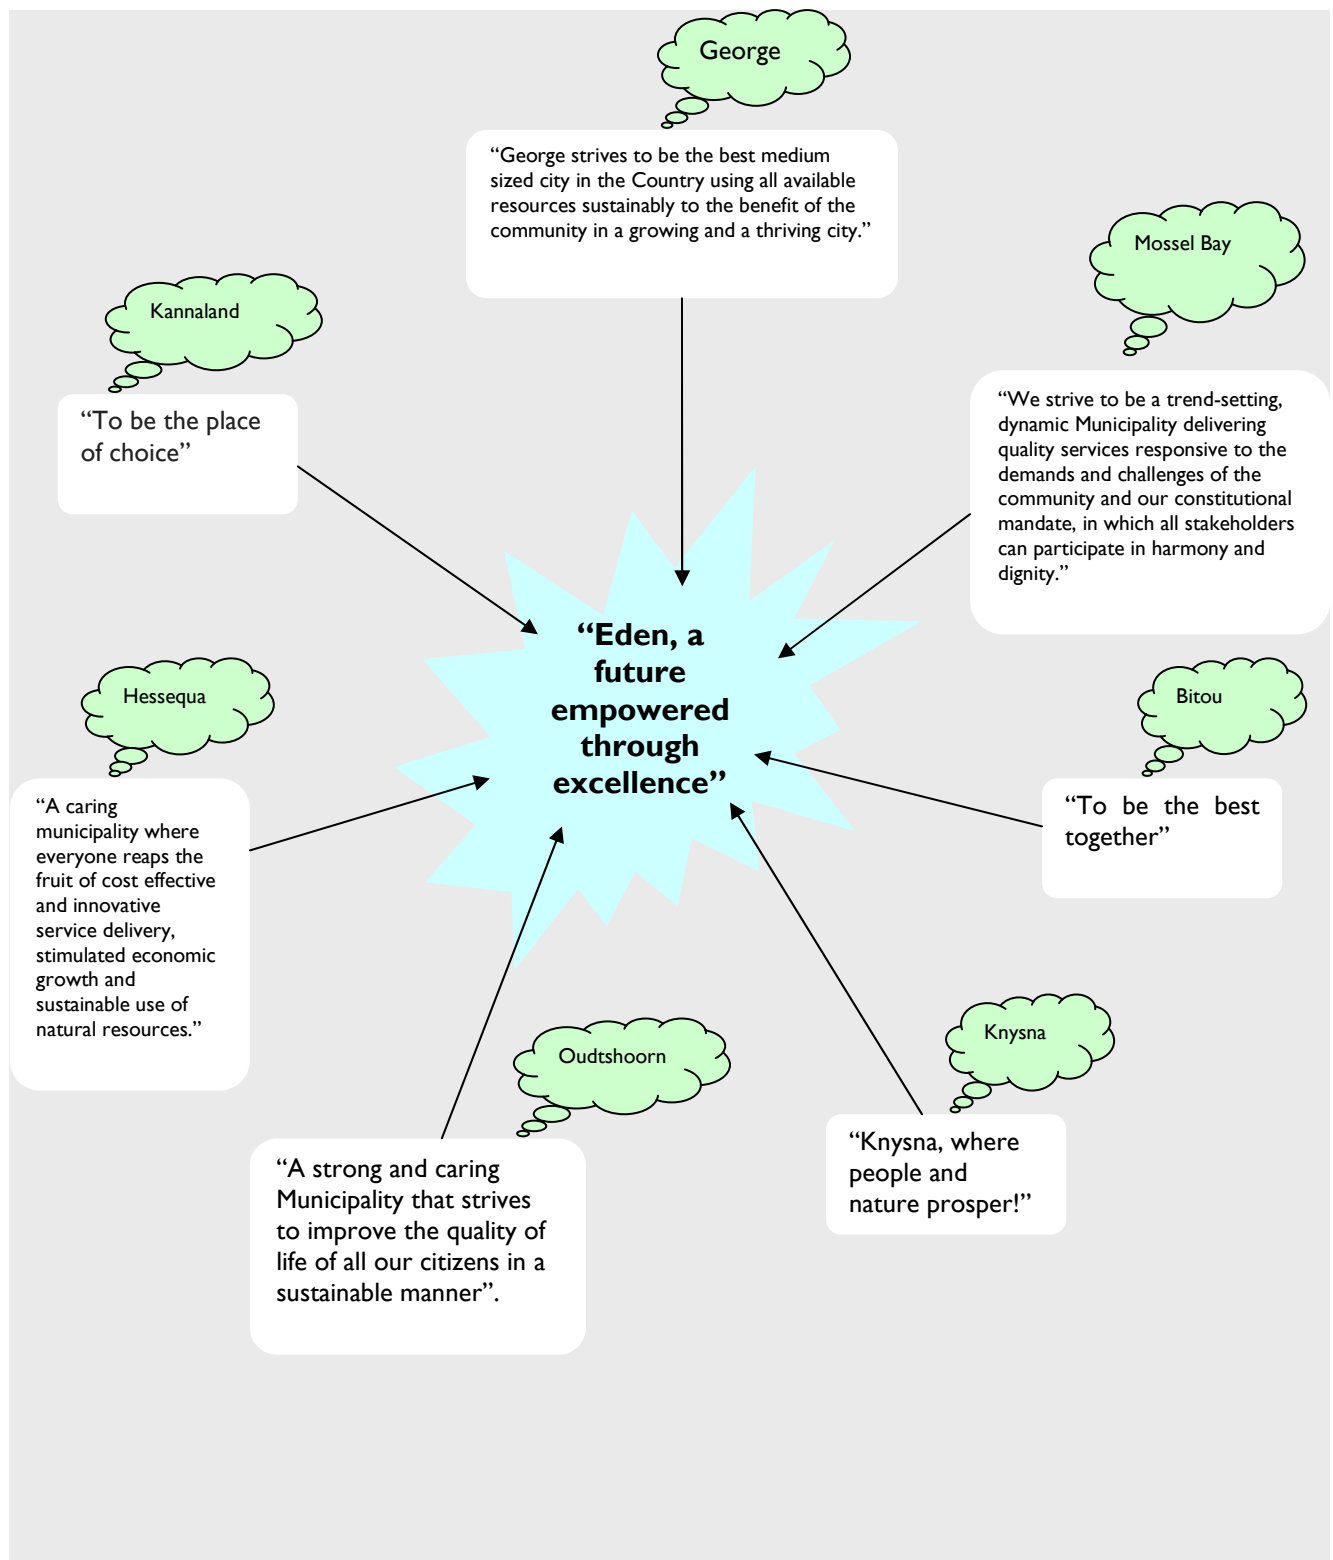 George
“George strives to be the best medium
sized city in the Country using all available
resources sustainably to the benefit of the
community in a growing and a thriving city.”
Mossel Bay
“We strive to be a trend-setting,
dynamic Municipality delivering
quality services responsive to the
demands and challenges of the
community and our constitutional
mandate, in which all stakeholders
can participate in harmony and
dignity.”
Kannaland
“To be the place
of choice”
“Eden, a
future
empowered
through
excellence”
Hessequa
“A caring
municipality where
everyone reaps the
fruit of cost effective
and innovative
service delivery,
stimulated economic
growth and
sustainable use of
natural resources.”
Bitou
“To be the best
together”
Oudtshoorn
“A strong and caring
Municipality that strives
to improve the quality of
life of all our citizens in a
sustainable manner”.
Knysna
“Knysna, where
people and
nature prosper!”